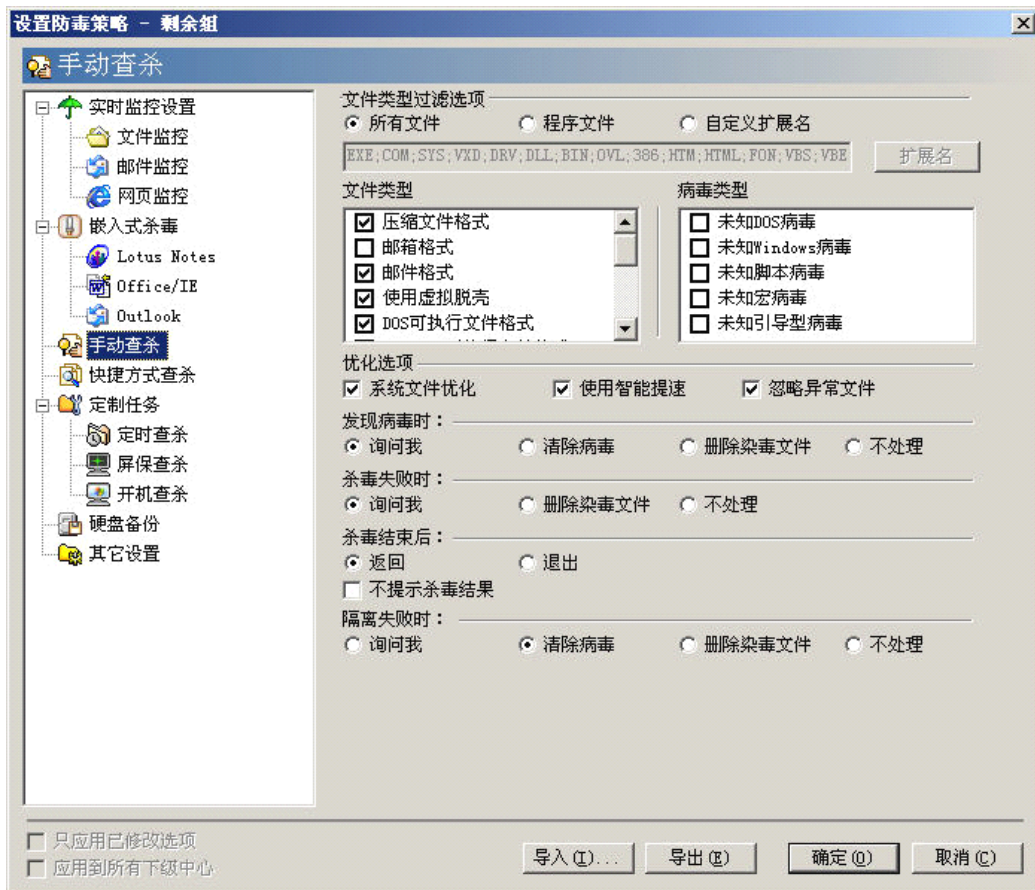 设置防毒策略 - 剩余组
手动查杀
实时监控设置
文件监控
邮件监控
网页监控
嵌入式杀毒
Lotus Notes
Office/IE
Outlook
手动查杀
快捷方式查杀
定制任务
定时查杀
屏保查杀
开机查杀
硬盘备份
其它设置
文件类型过滤选项
所有文件 程序文件 自定义扩展名
EXE;COM;SYS;VXD;DRV;DLL;BIN;OVL;386;HTM;HTML;FON;VBS;VBE 扩展名
文件类型
压缩文件格式
邮箱格式
邮件格式
使用虚拟脱壳
DOS可执行文件格式
病毒类型
未知DOS病毒
未知Windows病毒
未知脚本病毒
未知宏病毒
未知引导型病毒
优化选项
系统文件优化 使用智能提速 忽略异常文件
发现病毒时：
询问我 清除病毒 删除染毒文件 不处理
杀毒失败时：
询问我 删除染毒文件 不处理
杀毒结束后：
返回 退出
不提示杀毒结果
隔离失败时：
询问我 清除病毒 删除染毒文件 不处理
只应用已修改选项
应用到所有下级中心
导入(I)... 导出(E) 确定(O) 取消(C)